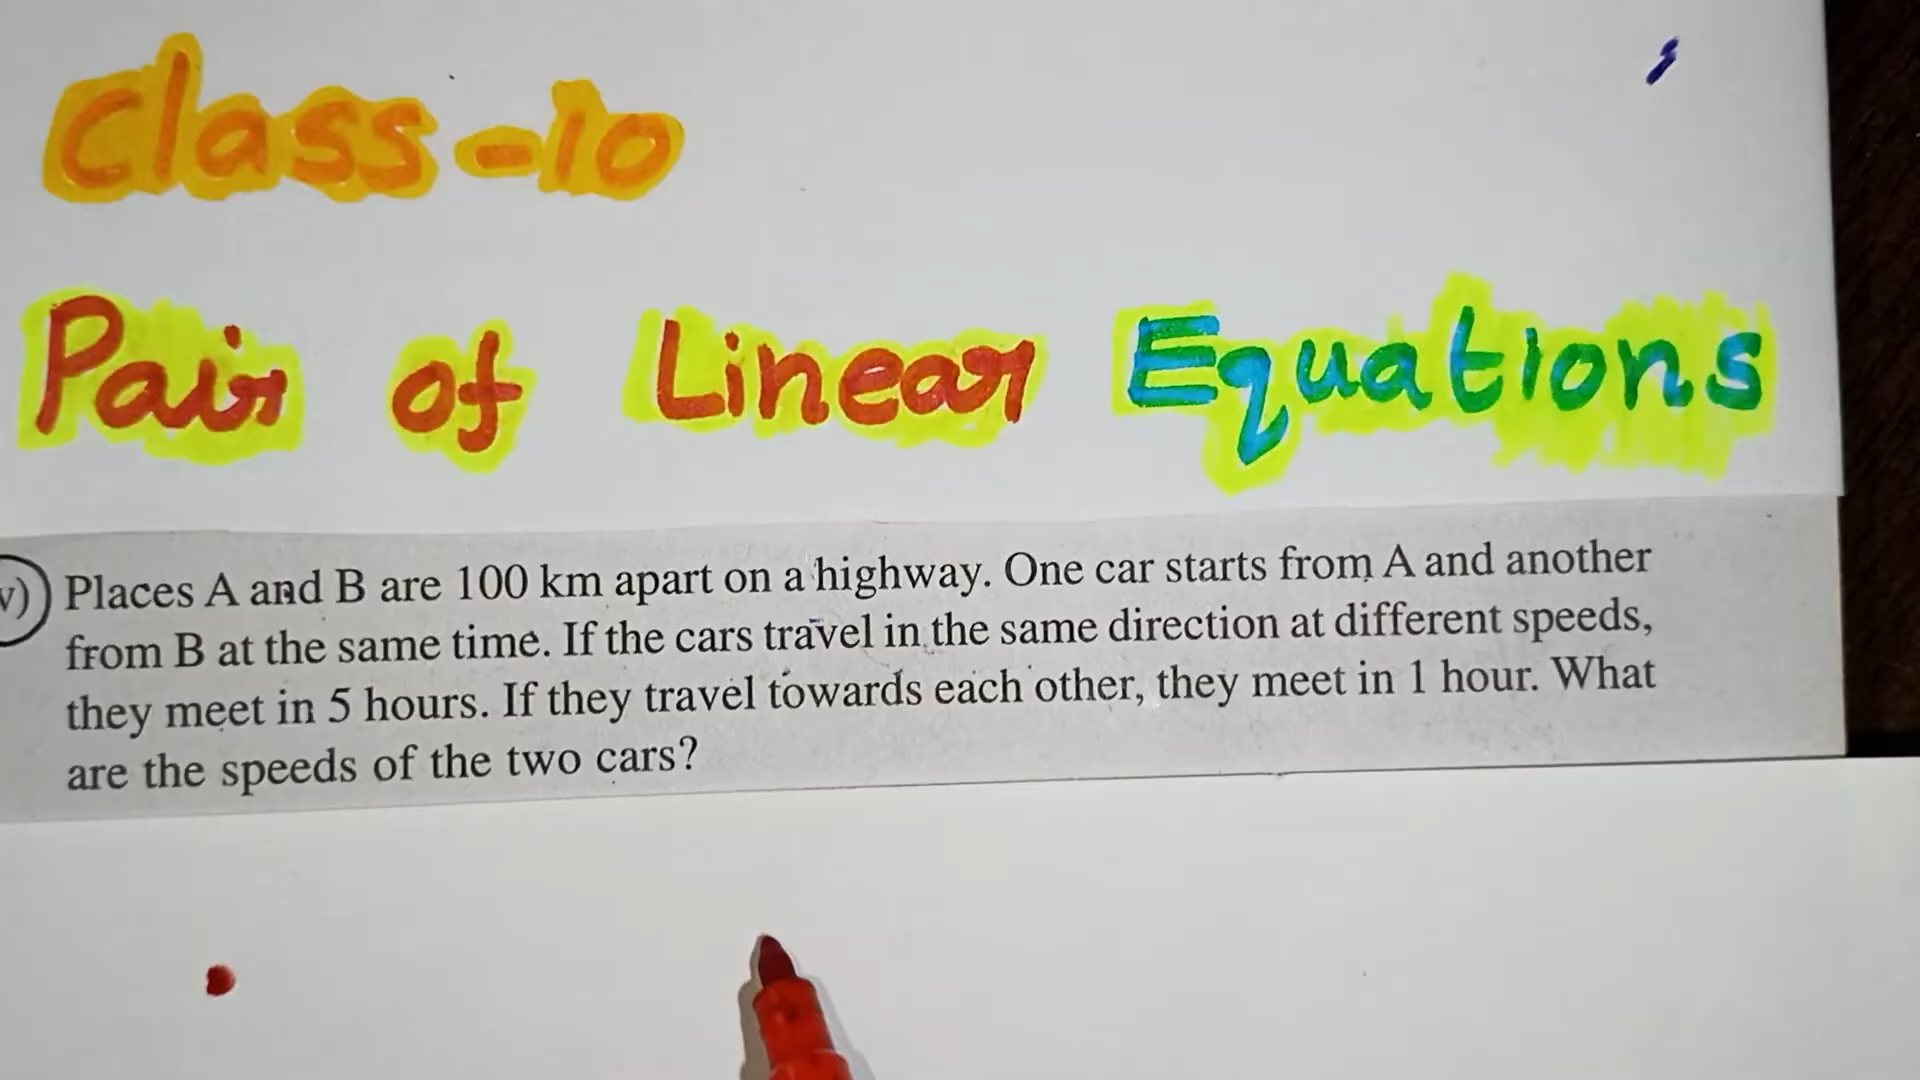 Class-10
Pair of Linear Equations
v) Places A and B are 100 km apart on a highway. One car starts from A and another
from B at the same time. If the cars travel in the same direction at different speeds,
they meet in 5 hours. If they travel towards each other, they meet in 1 hour. What
are the speeds of the two cars?